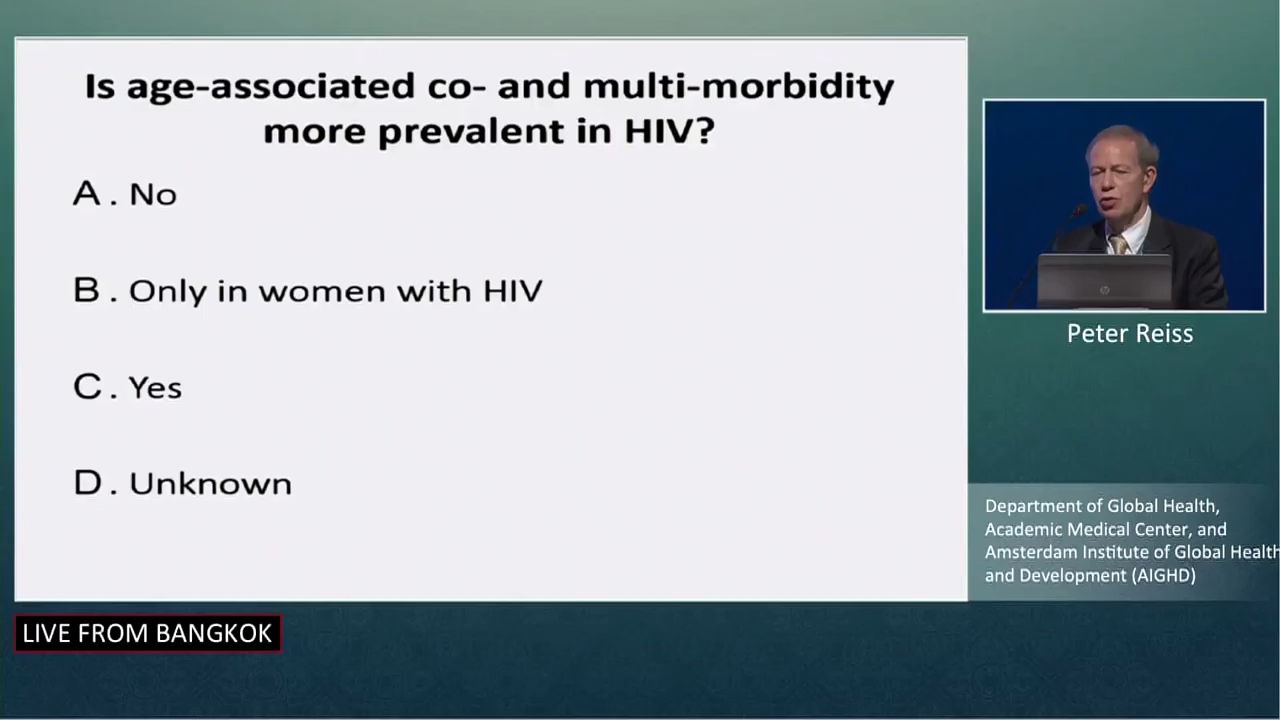 Is age-associated co- and multi-morbidity
more prevalent in HIV?
A. No
B. Only in women with HIV
C. Yes
D. Unknown
Peter Reiss
Department of Global Health,
Academic Medical Center, and
Amsterdam Institute of Global Health
and Development (AIGHD)
LIVE FROM BANGKOK